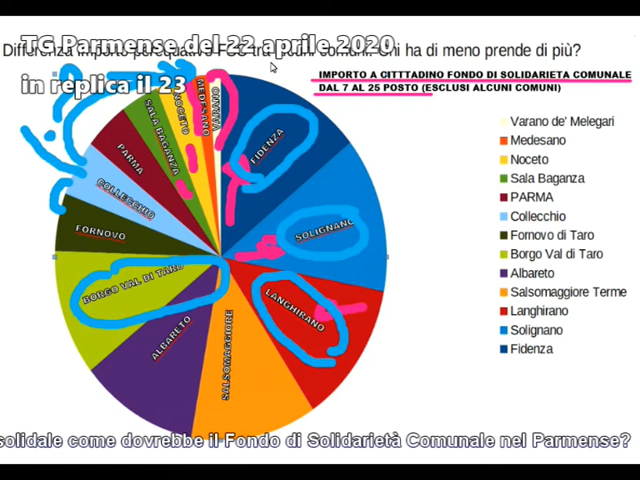 TG Parmense del 22 aprile 2020
Differenza importo perequativo FSC tra alcuni comuni. Chi ha di meno prende di più?
in replica il 23
IMPORTO A CITTTADINO FONDO DI SOLIDARIETA COMUNALE
DAL 7 AL 25 POSTO (ESCLUSI ALCUNI COMUNI)
VARANO
MEDESANO
NOCETO
SALA BAGANZA
PARMA
COLLECCHIO
FORNOVO
BORGO VAL DI TARO
ALBARETO
SALSOMAGGIORE
LANGHIRANO
SOLIGNANO
FIDENZA
Varano de' Melegari
Medesano
Noceto
Sala Baganza
PARMA
Collecchio
Fornovo di Taro
Borgo Val di Taro
Albareto
Salsomaggiore Terme
Langhirano
Solignano
Fidenza
solidale come dovrebbe il Fondo di Solidarietà Comunale nel Parmense?